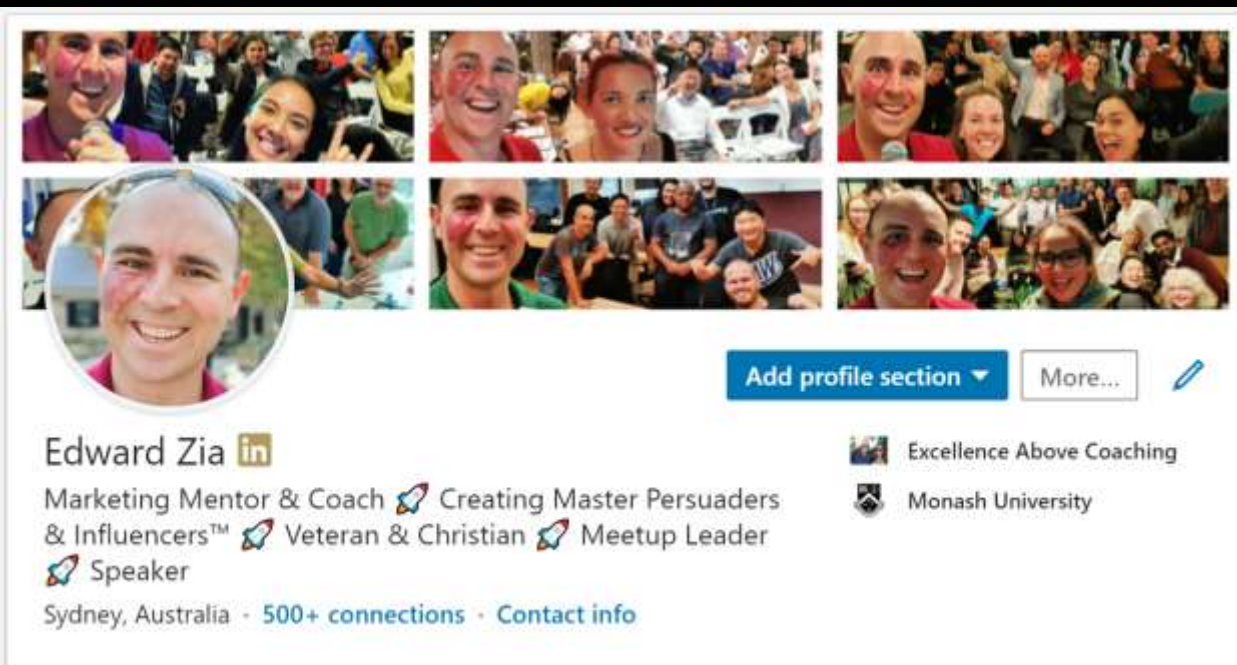 Add profile section
More...
Edward Zia in
Marketing Mentor & Coach 🚀 Creating Master Persuaders
& Influencers™ 🚀 Veteran & Christian 🚀 Meetup Leader
🚀 Speaker
Sydney, Australia · 500+ connections · Contact info
Excellence Above Coaching
Monash University